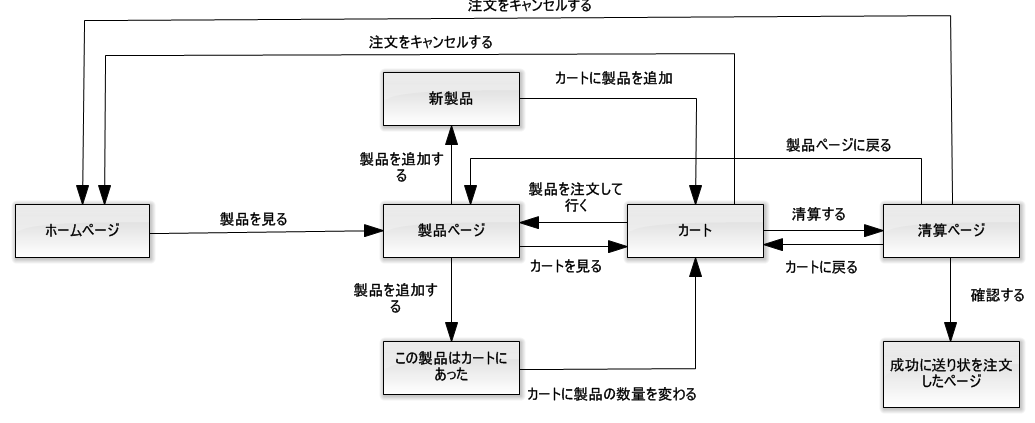 注文をキャンセルする
注文をキャンセルする
新製品
カートに製品を追加
製品を追加す
る
製品ページに戻る
製品を注文して
行く
ホームページ
製品を見る
製品ページ
カート
清算する
清算ページ
カートを見る
カートに戻る
製品を追加す
る
確認する
この製品はカートに
あった
カートに製品の数量を変わる
成功に送り状を注文
したページ